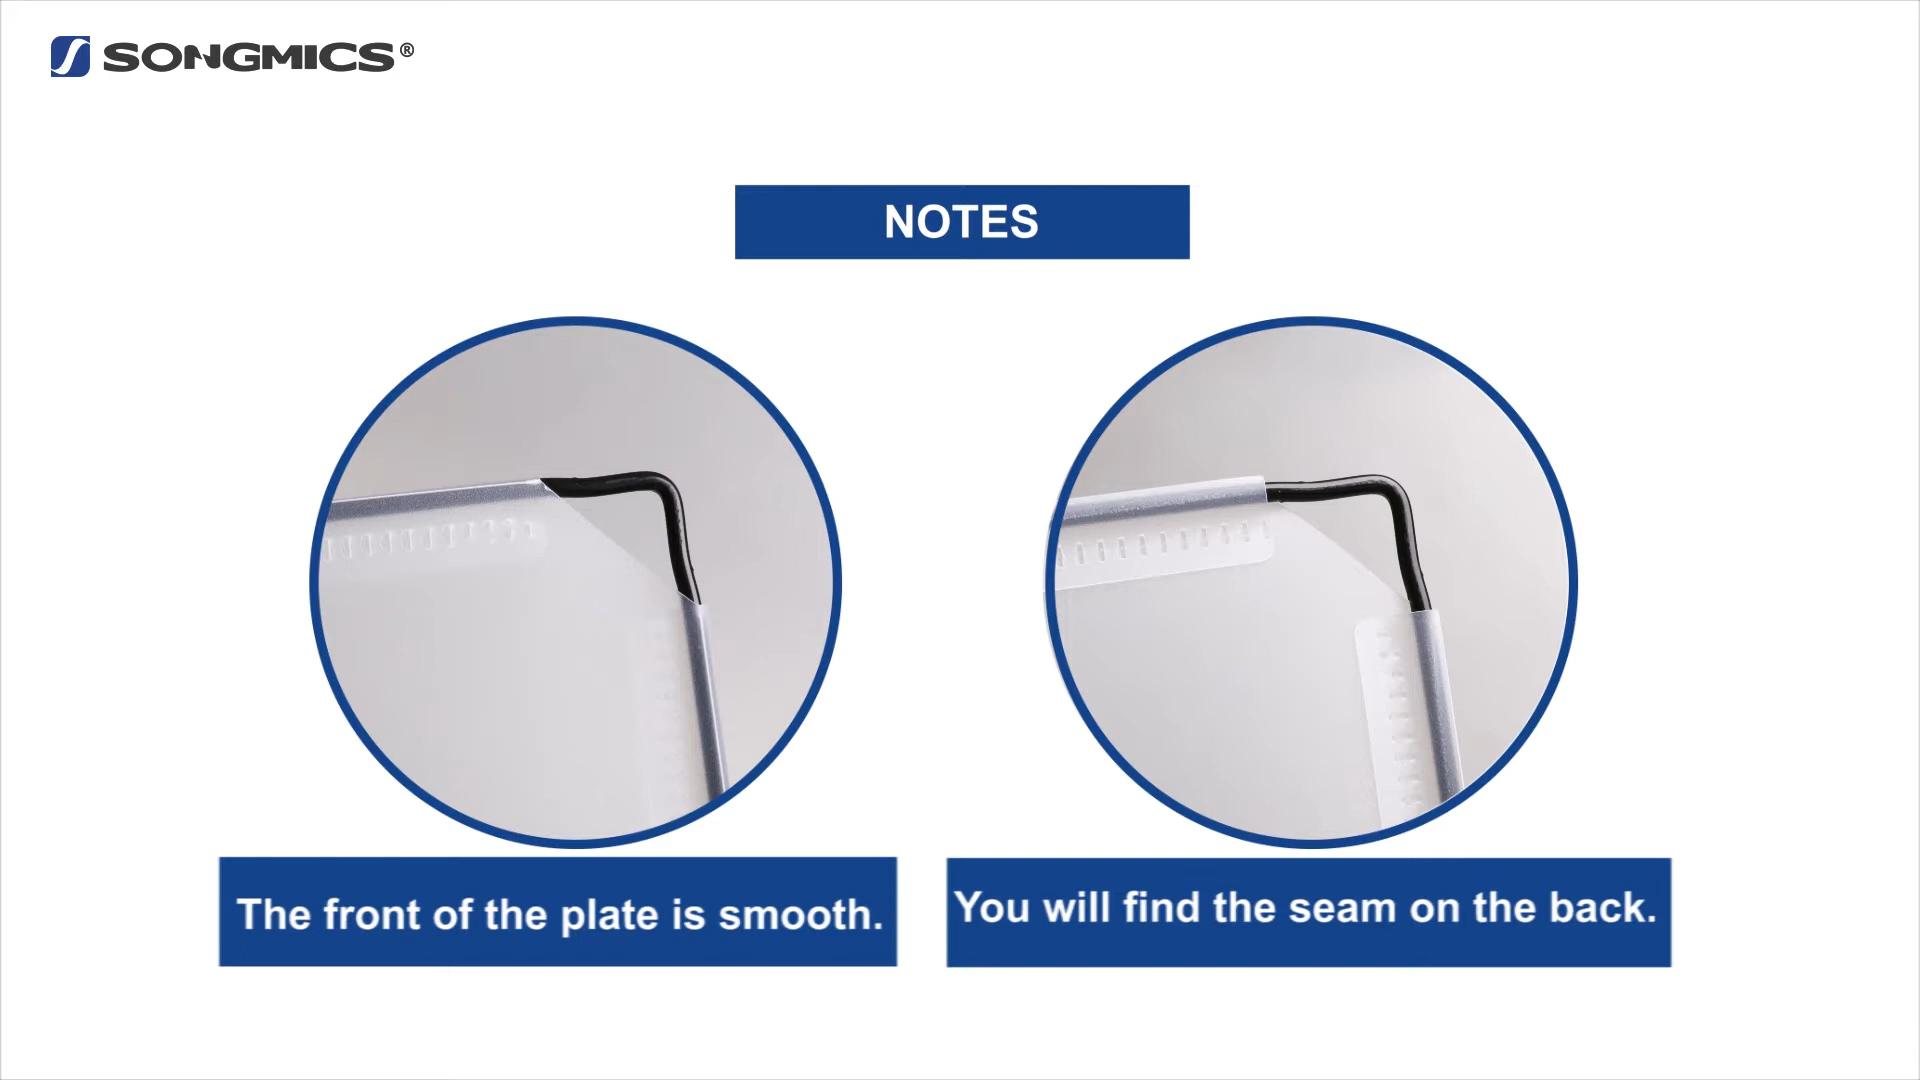 SONGMICS®
NOTES
The front of the plate is smooth.
You will find the seam on the back.